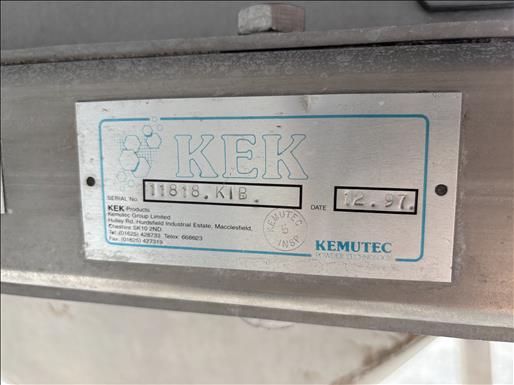 KEK
SERIAL No. 11818.KIB. DATE 12.97.
KEK Products
Kemutec Group Limited
Hulley Rd. Hurdsfield Industrial Estate, Macclesfield,
Cheshire SK10 2ND.
Tel. (01625) 428733 Telex: 668623
Fax. (01625) 427319
KEMUTEC
5
INSP
KEMUTEC
POWDER TECHNOLOGY